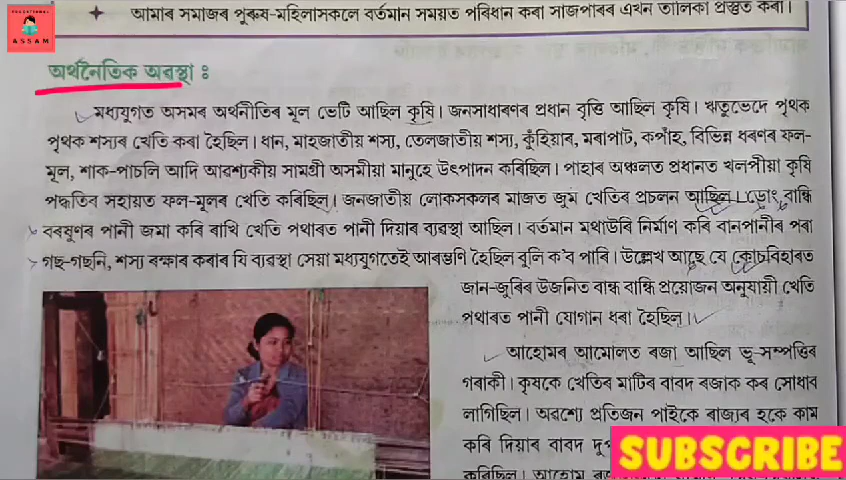 ✦ আমাৰ সমাজৰ পুৰুষ-মহিলাসকলে বৰ্তমান সময়ত পৰিধান কৰা সাজপাৰৰ এখন তালিকা প্ৰস্তুত কৰা।
EDUCATIONAL
ASSAM
অৰ্থনৈতিক অৱস্থা ঃ
মধ্যযুগত অসমৰ অৰ্থনীতিৰ মূল ভেটি আছিল কৃষি। জনসাধাৰণৰ প্ৰধান বৃত্তি আছিল কৃষি। ঋতুভেদে পৃথক
পৃথক শস্যৰ খেতি কৰা হৈছিল। ধান, মাহজাতীয় শস্য, তেলজাতীয় শস্য, কুঁহিয়াৰ, মৰাপাট, কপাঁহ, বিভিন্ন ধৰণৰ ফল-
মূল, শাক-পাচলি আদি আৱশ্যকীয় সামগ্ৰী অসমীয়া মানুহে উৎপাদন কৰিছিল। পাহাৰ অঞ্চলত প্ৰধানত খলপীয়া কৃষি
পদ্ধতিৰ সহায়ত ফল-মূলৰ খেতি কৰিছিল। জনজাতীয় লোকসকলৰ মাজত জুম খেতিৰ প্ৰচলন আছিল। ডোং বান্ধি
বৰষুণৰ পানী জমা কৰি ৰাখি খেতি পথাৰত পানী দিয়াৰ ব্যৱস্থা আছিল। বৰ্তমান মথাউৰি নিৰ্মাণ কৰি বানপানীৰ পৰা
গছ-গছনি, শস্য ৰক্ষাৰ কৰাৰ যি ব্যৱস্থা সেয়া মধ্যযুগতেই আৰম্ভণি হৈছিল বুলি ক'ব পাৰি। উল্লেখ আছে যে কোচবিহাৰত
জান-জুৰিৰ উজনিত বান্ধ বান্ধি প্ৰয়োজন অনুযায়ী খেতি
পথাৰত পানী যোগান ধৰা হৈছিল।
আহোমৰ আমোলত ৰজা আছিল ভূ-সম্পত্তিৰ
গৰাকী। কৃষকে খেতিৰ মাটিৰ বাবদ ৰজাক কৰ সোধাব
লাগিছিল। অৱশ্যে প্ৰতিজন পাইকে ৰাজ্যৰ হকে কাম
কৰি দিয়াৰ বাবদ
কৰিছিল। আহোম
SUBSCRIBE